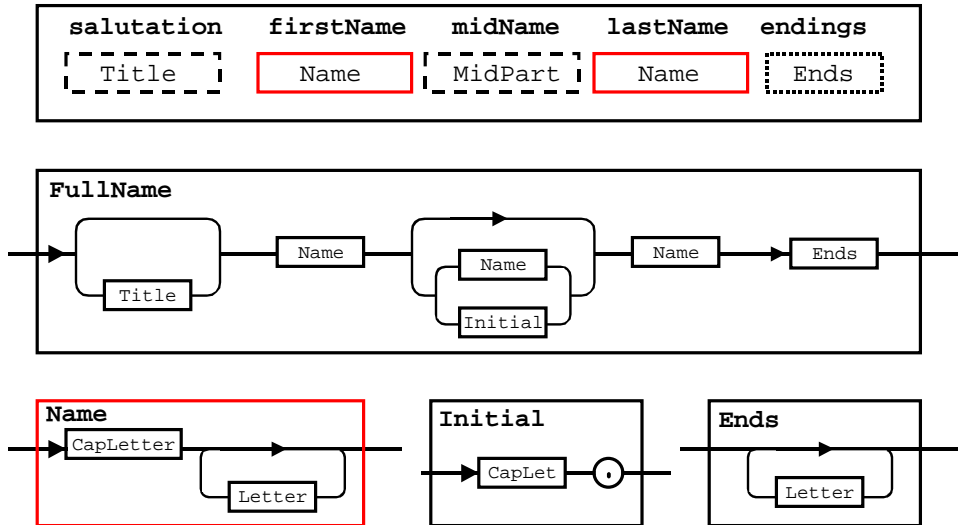 salutation firstName midName lastName endings
Title Name MidPart Name Ends
FullName
Name Name Name Ends
Title Initial
Name Initial Ends
CapLetter CapLet .
Letter Letter